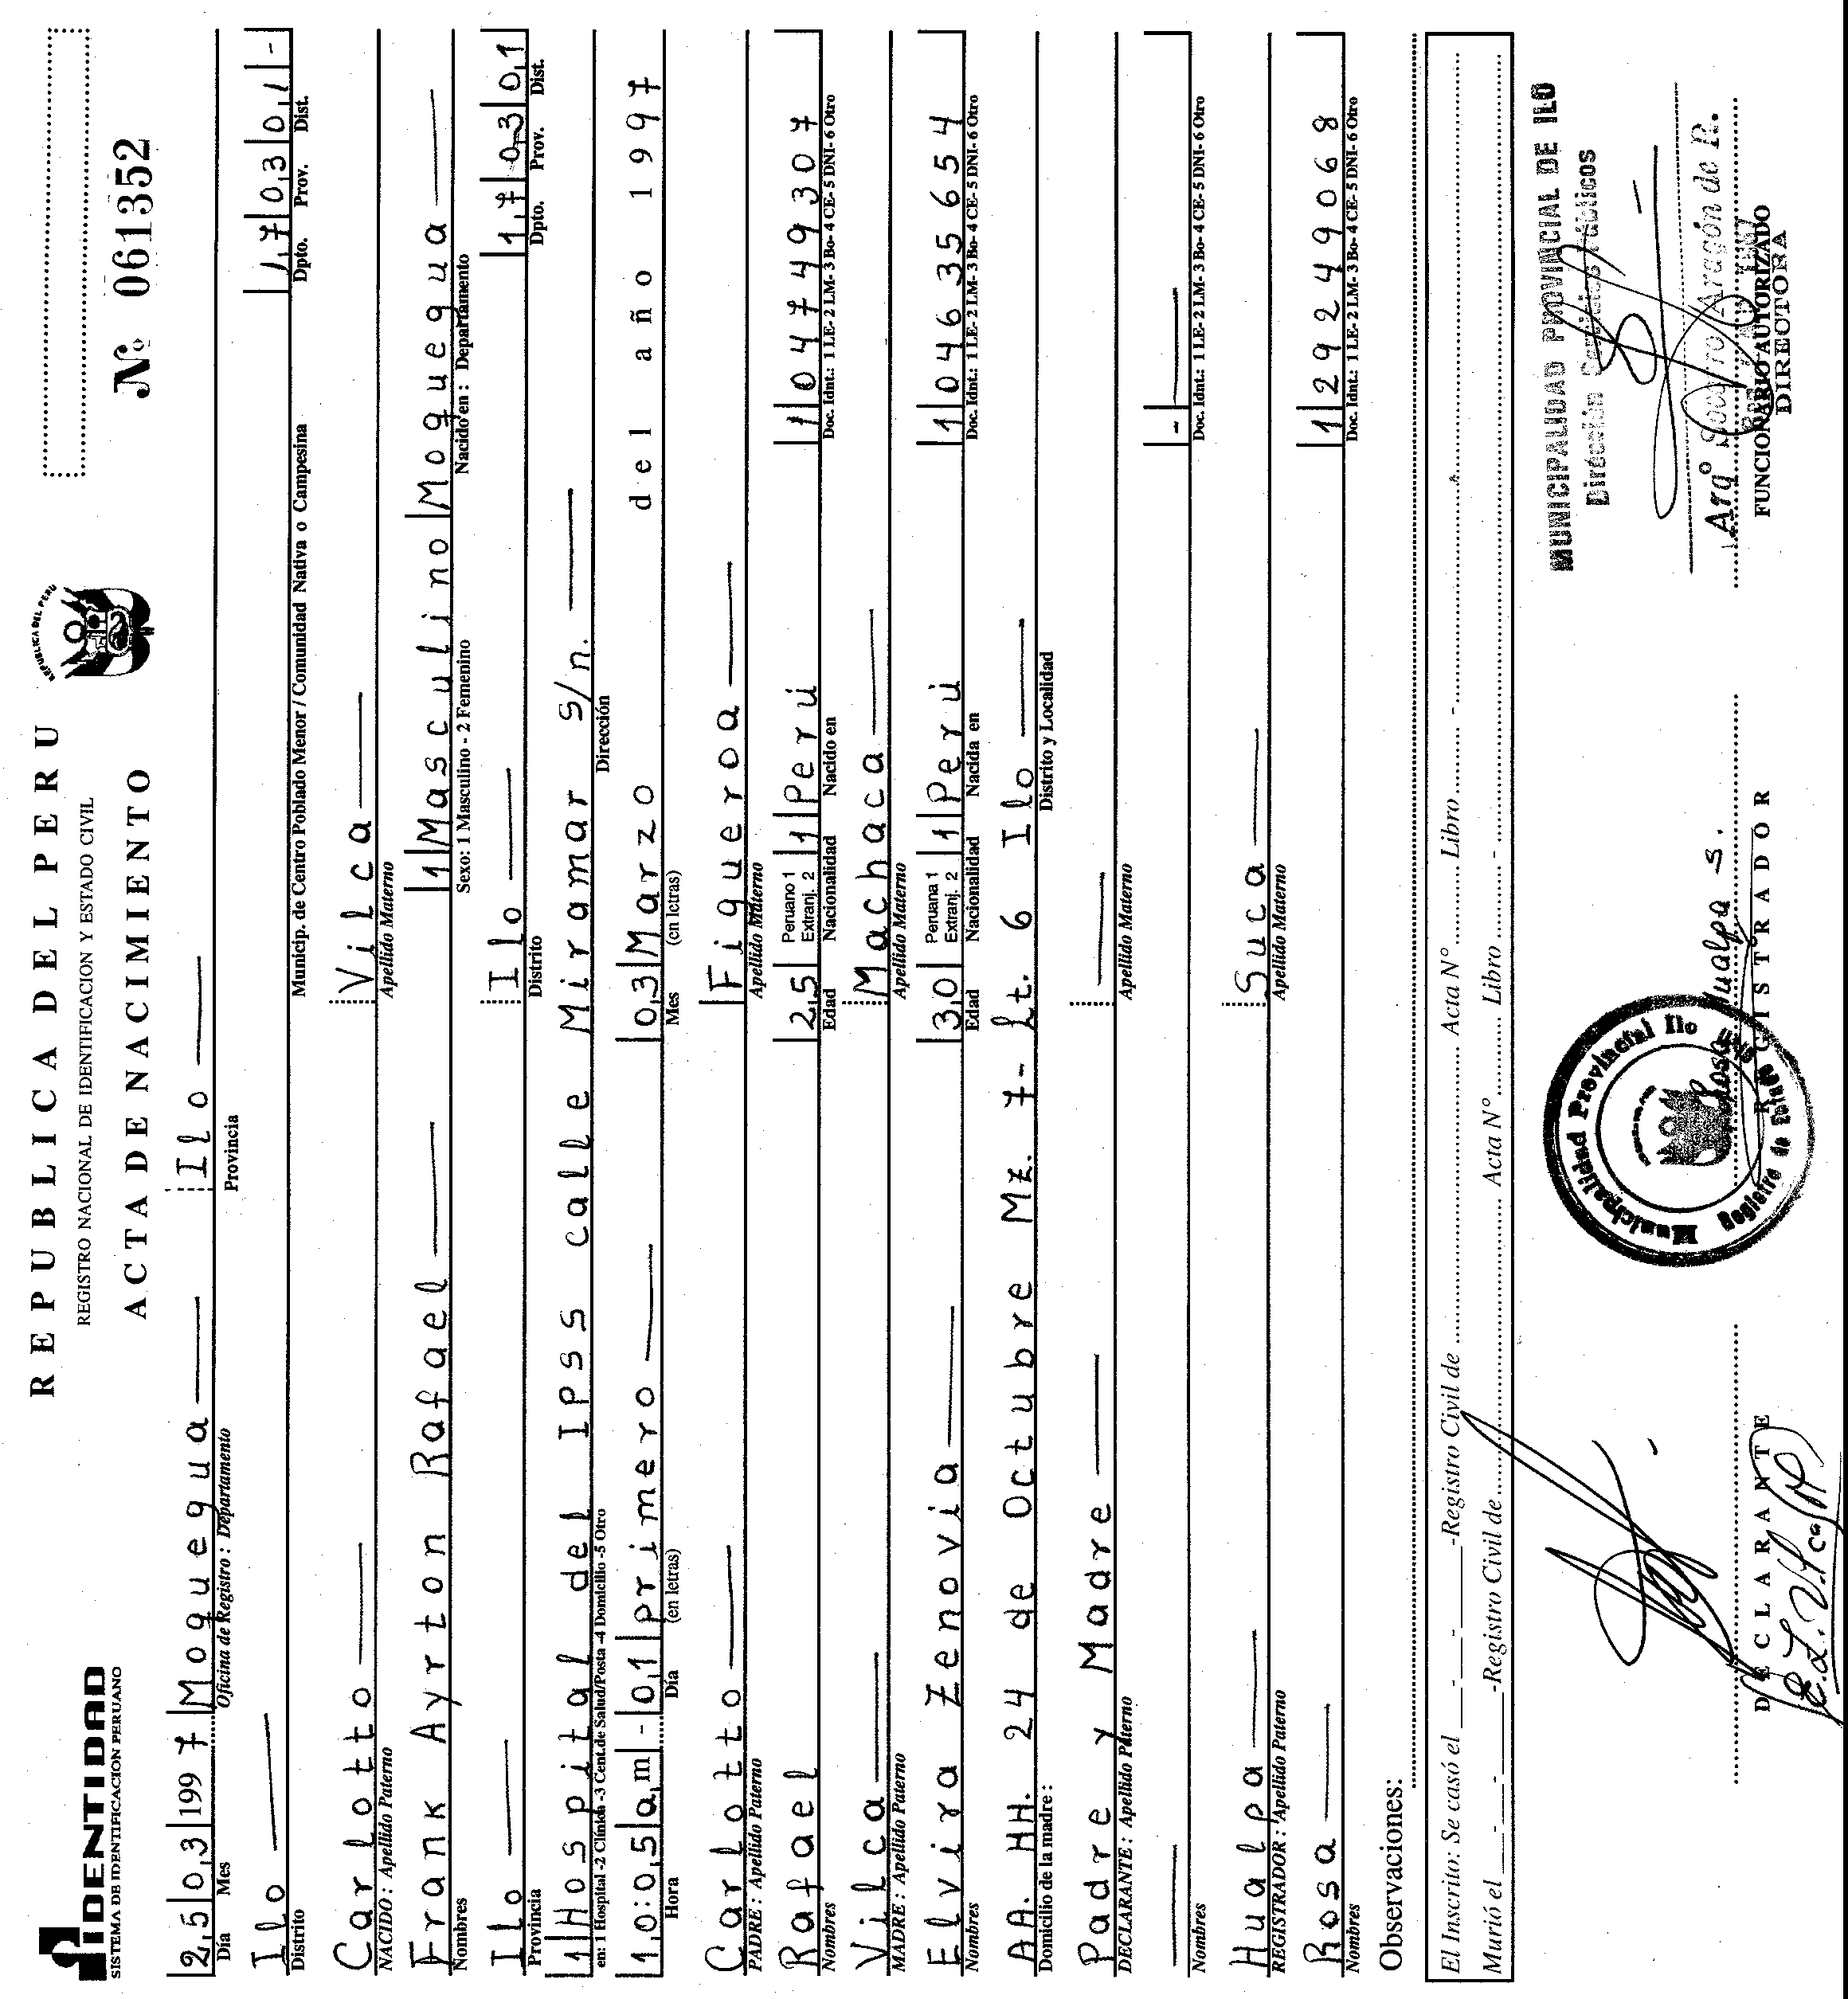 IDENTIDAD
SISTEMA DE IDENTIFICACION PERUANO
REPUBLICA DEL PERU
REGISTRO NACIONAL DE IDENTIFICACION Y ESTADO CIVIL
ACTA DE NACIMIENTO
REPUBLICA DEL PERU
Nº 061352
25 03 1997 Moquegua Ilo
Día Mes Oficina de Registro : Departamento Provincia
Ilo 17 03 01 -
Distrito Municip. de Centro Poblado Menor / Comunidad Nativa o Campesina Dpto. Prov. Dist.
Carlotto Vilca
NACIDO : Apellido Paterno Apellido Materno
Frank Ayrton Rafael 1 Masculino Moquegua
Nombres Sexo: 1 Masculino - 2 Femenino Nacido en : Departamento
Ilo Ilo 17 03 01
Provincia Distrito Dpto. Prov. Dist.
1 Hospital del IPSS calle Miramar s/n.
en: 1 Hospital -2 Clínica -3 Cent.de Salud/Posta -4 Domicilio -5 Otro Dirección
10:05 a,m - 01 primero 03 Marzo del año 1997
Hora Día (en letras) Mes (en letras)
Carlotto Figueroa
PADRE : Apellido Paterno Apellido Materno
Rafael 25 Peruano 1 Extranj. 2 1 Perú 1 04749307
Nombres Edad Nacionalidad Nacido en Doc. Idnt.: 1 LE- 2 LM- 3 Bo- 4 CE- 5 DNI- 6 Otro
Vilca Machaca
MADRE : Apellido Paterno Apellido Materno
Elvira Zenovia 30 Peruana 1 Extranj. 2 1 Perú 1 04635654
Nombres Edad Nacionalidad Nacida en Doc. Idnt.: 1 LE- 2 LM- 3 Bo- 4 CE- 5 DNI- 6 Otro
AA. HH. 24 de Octubre Mz. 7- Lt. 6 Ilo
Domicilio de la madre : Distrito y Localidad
Padre y Madre
DECLARANTE : Apellido Paterno Apellido Materno
-
Nombres Doc. Idnt.: 1 LE- 2 LM- 3 Bo- 4 CE- 5 DNI- 6 Otro
Hualpa Suca
REGISTRADOR : Apellido Paterno Apellido Materno
Rosa 1 29249068
Nombres Doc. Idnt.: 1 LE- 2 LM- 3 Bo- 4 CE- 5 DNI- 6 Otro
Observaciones:
El Inscrito: Se casó el - - -Registro Civil de Acta Nº Libro -
Murió el - - -Registro Civil de Acta Nº Libro -
MUNICIPALIDAD PROVINCIAL DE ILO
Dirección Servicios Públicos
Municipalidad Provincial Ilo
Registro de Estado Civil
Rosa Hualpa S.
Arqº Socorro Aragón de R.
DECLARANTE REGISTRADOR FUNCIONARIO AUTORIZADO
DIRECTORA